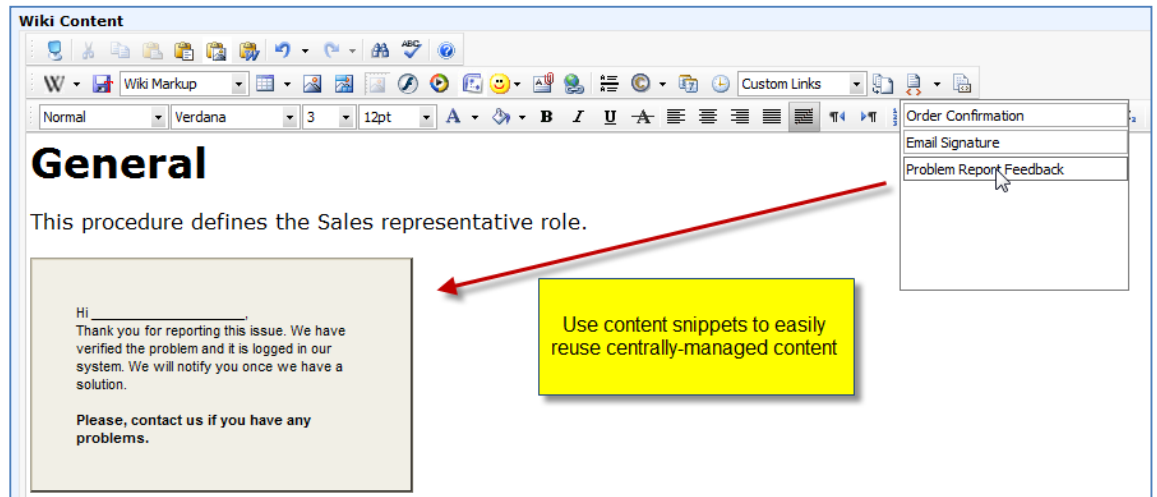 Wiki Content
ABC
W Wiki Markup Custom Links
Normal Verdana 3 12pt A B I U A
Order Confirmation
Email Signature
Problem Report Feedback
General
This procedure defines the Sales representative role.
Hi ______________________,
Thank you for reporting this issue. We have
verified the problem and it is logged in our
system. We will notify you once we have a
solution.
Please, contact us if you have any
problems.
Use content snippets to easily
reuse centrally-managed content